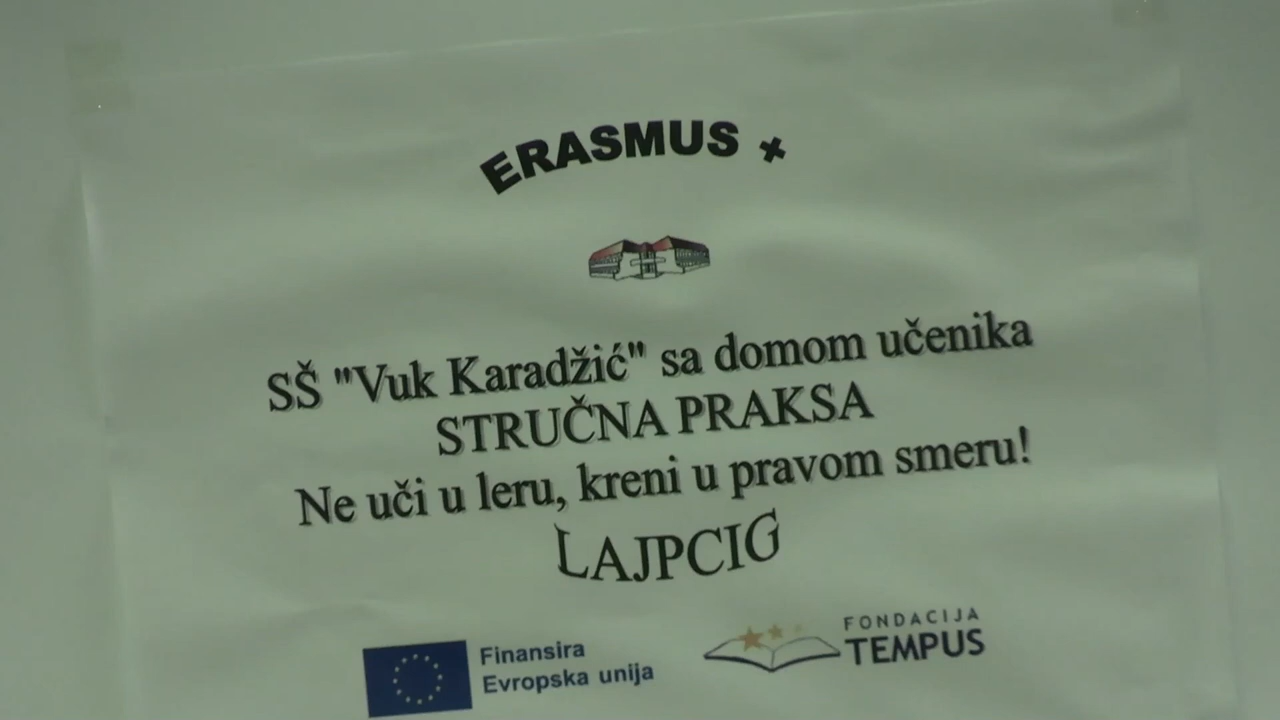 ERASMUS +
SŠ "Vuk Karadžić" sa domom učenika
STRUČNA PRAKSA
Ne uči u leru, kreni u pravom smeru!
LAJPCIG
Finansira
Evropska unija
FONDACIJA
TEMPUS